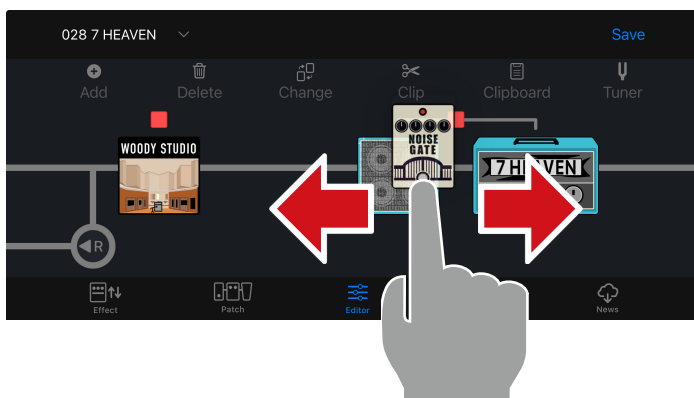 028 7 HEAVEN
Save
Add
Delete
Change
Clip
Clipboard
Tuner
WOODY STUDIO
NOISE
GATE
7 HEAVEN
R
Effect
Patch
Editor
News